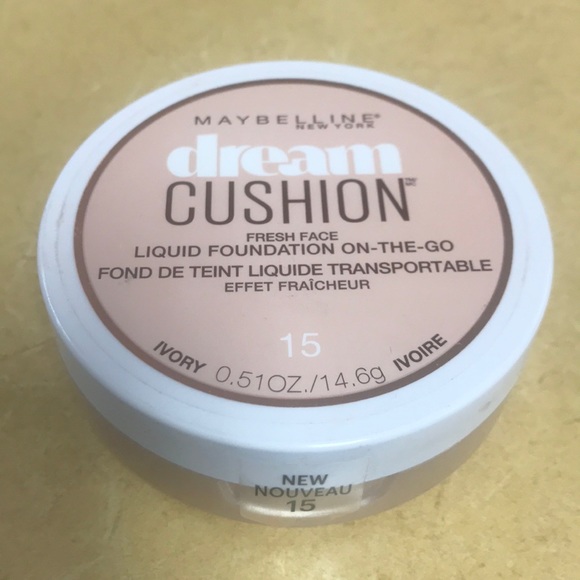 MAYBELLINE®
NEW YORK
dream
CUSHION™
FRESH FACE
LIQUID FOUNDATION ON-THE-GO
FOND DE TEINT LIQUIDE TRANSPORTABLE
EFFET FRAÎCHEUR
15
IVORY 0.51OZ./14.6g IVOIRE
NEW
NOUVEAU
15